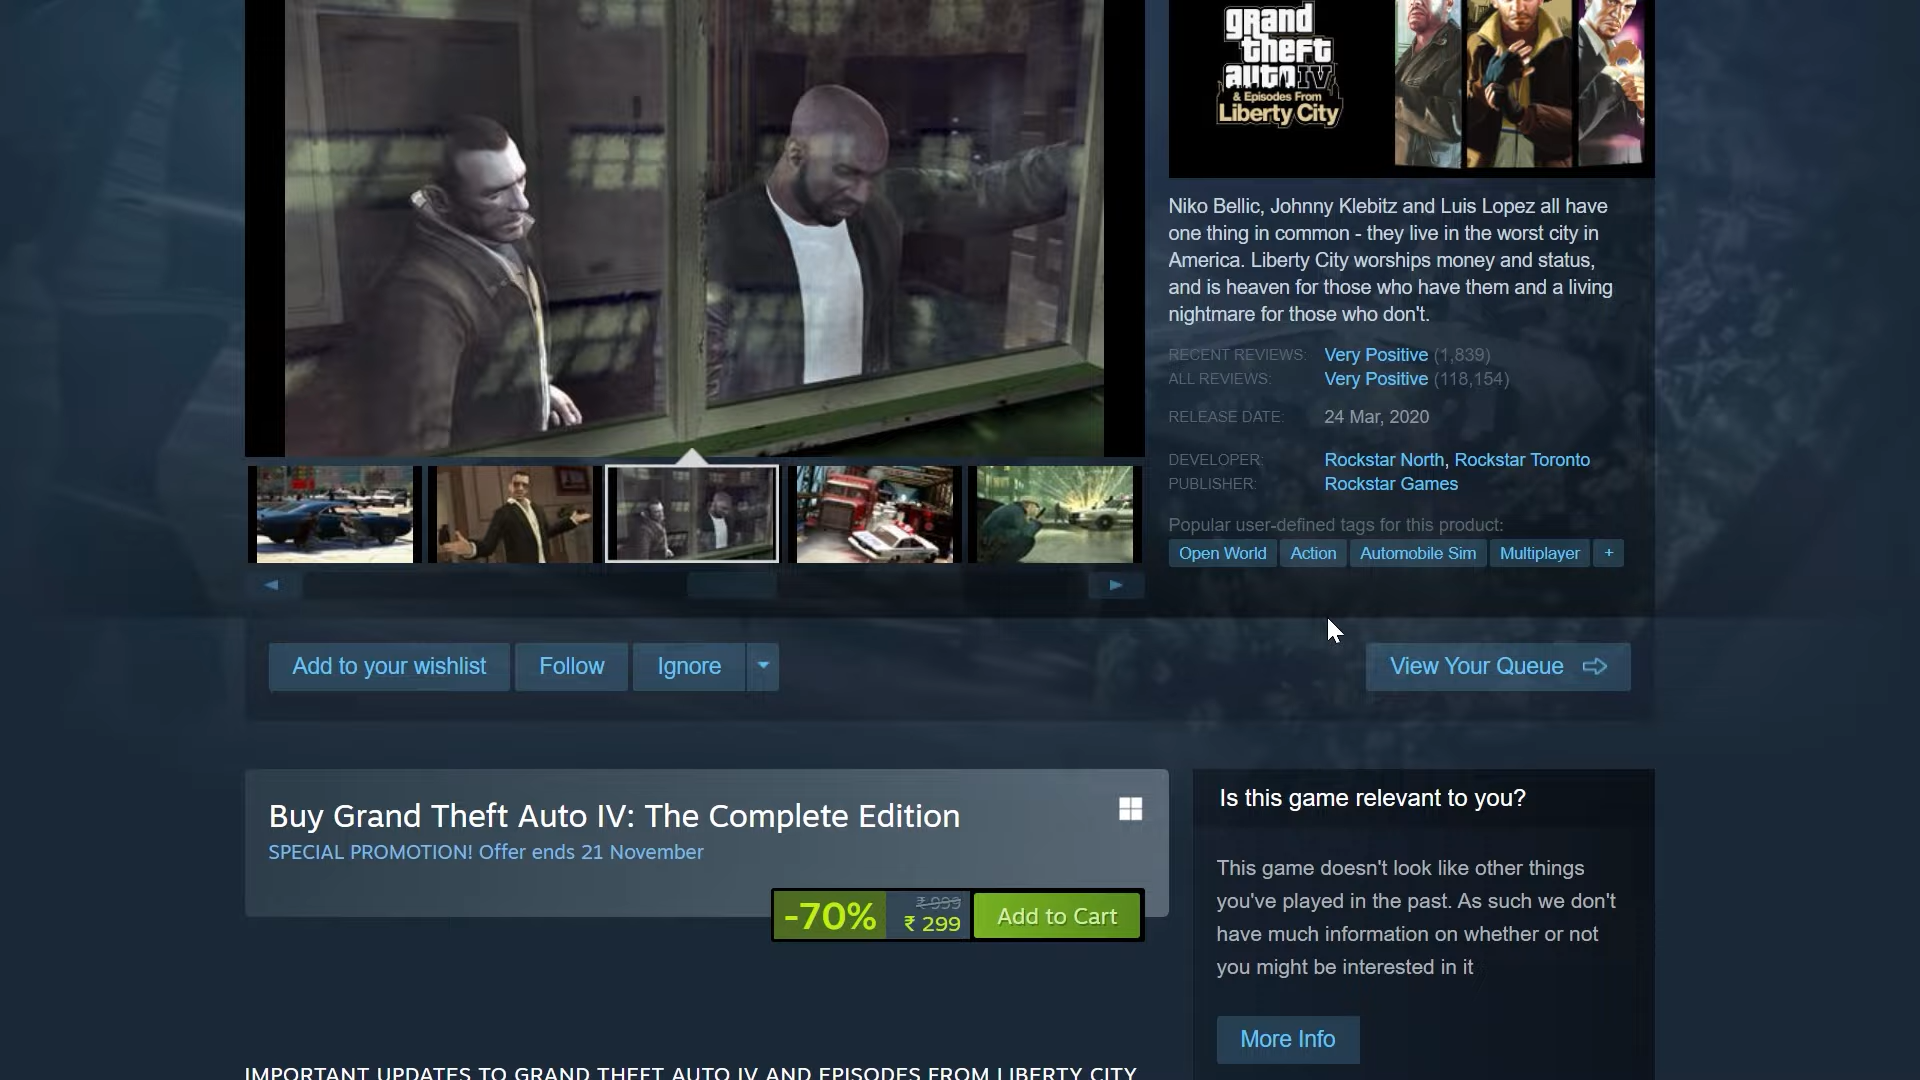 grand
theft
auto IV
& Episodes From
Liberty City
Niko Bellic, Johnny Klebitz and Luis Lopez all have
one thing in common - they live in the worst city in
America. Liberty City worships money and status,
and is heaven for those who have them and a living
nightmare for those who don't.
RECENT REVIEWS: Very Positive (1,839)
ALL REVIEWS: Very Positive (118,154)
RELEASE DATE: 24 Mar, 2020
DEVELOPER: Rockstar North, Rockstar Toronto
PUBLISHER: Rockstar Games
Popular user-defined tags for this product:
Open World Action Automobile Sim Multiplayer +
Add to your wishlist Follow Ignore View Your Queue
Buy Grand Theft Auto IV: The Complete Edition
SPECIAL PROMOTION! Offer ends 21 November
-70% ₹ 999 ₹ 299 Add to Cart
Is this game relevant to you?
This game doesn't look like other things
you've played in the past. As such we don't
have much information on whether or not
you might be interested in it
More Info
IMPORTANT UPDATES TO GRAND THEFT AUTO IV AND EPISODES FROM LIBERTY CITY